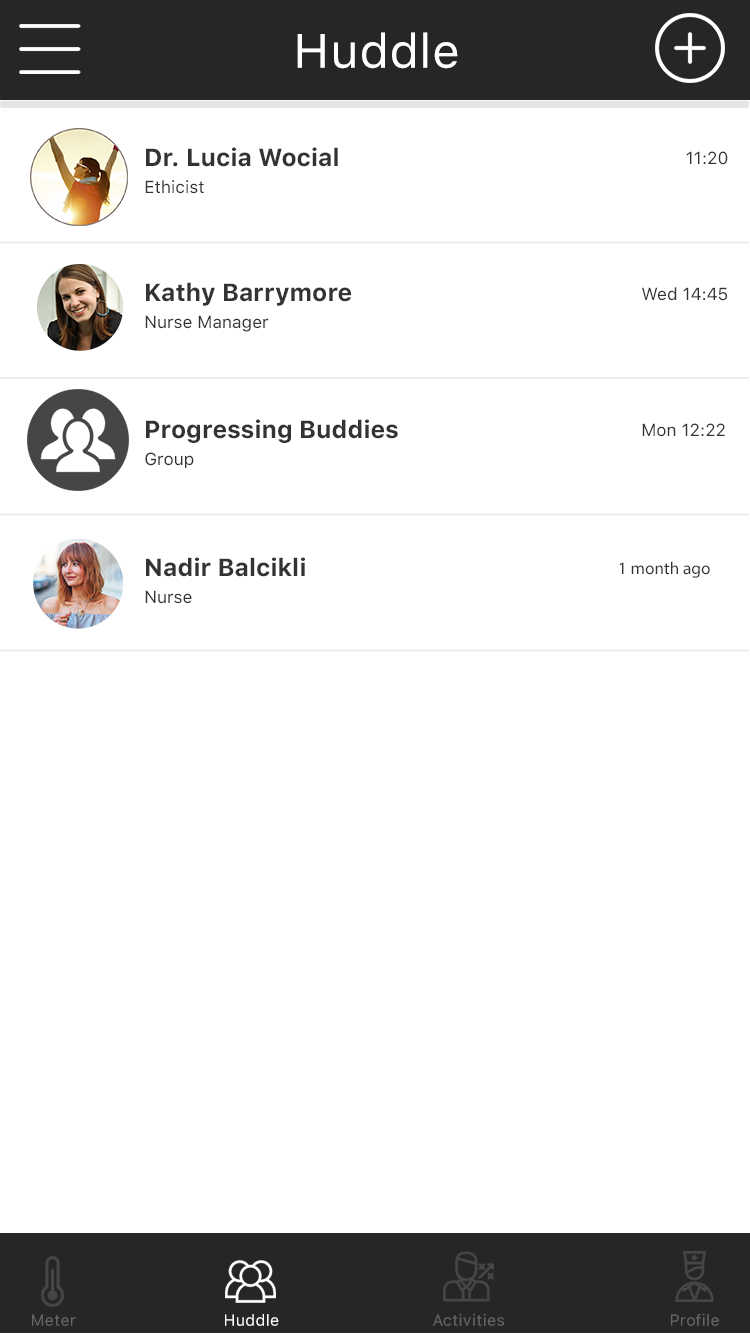 Huddle
Dr. Lucia Wocial 11:20
Ethicist
Kathy Barrymore Wed 14:45
Nurse Manager
Progressing Buddies Mon 12:22
Group
Nadir Balcikli 1 month ago
Nurse
Meter Huddle Activities Profile